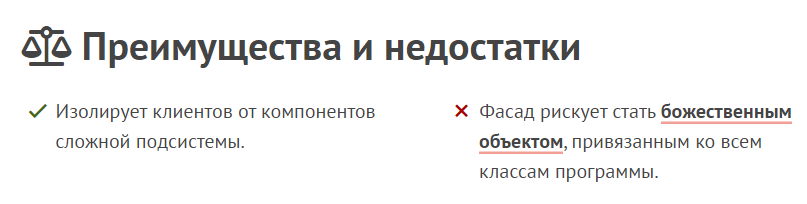 Преимущества и недостатки
Изолирует клиентов от компонентов
сложной подсистемы.
Фасад рискует стать божественным
объектом, привязанным ко всем
классам программы.